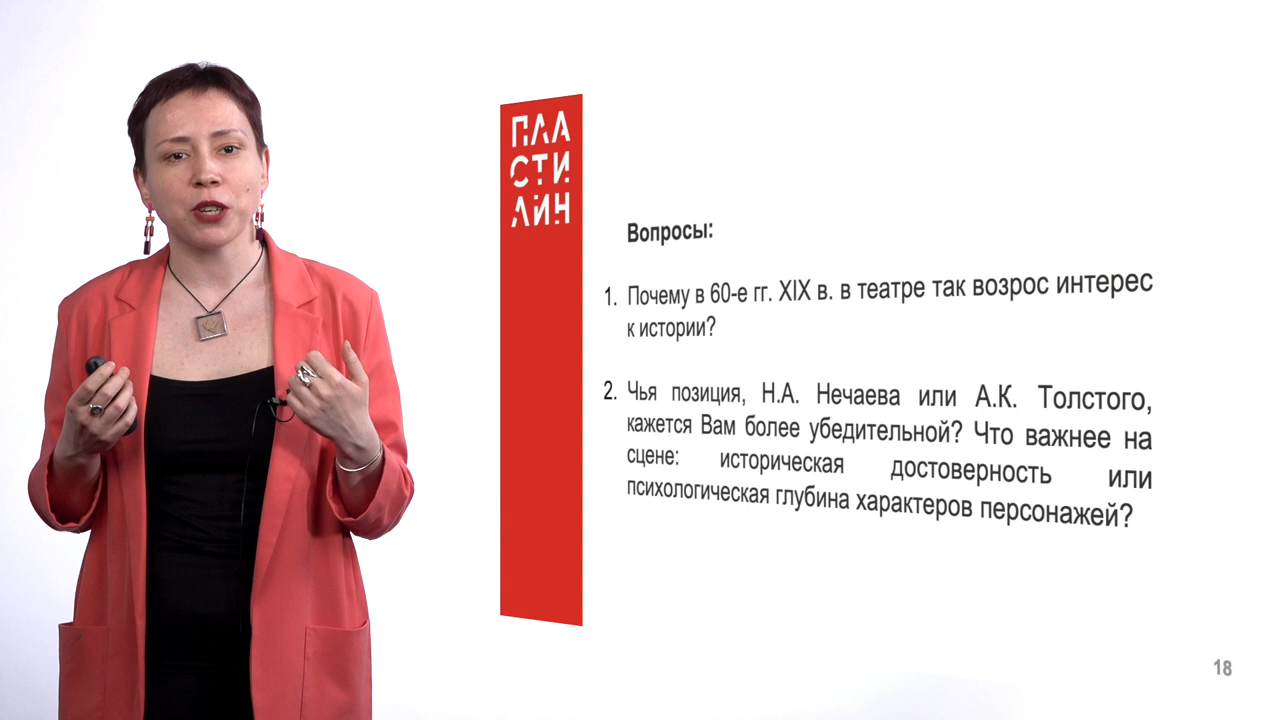 ПЛА
СТИ
ЛИН
Вопросы:
1. Почему в 60-е гг. XIX в. в театре так возрос интерес
к истории?
2. Чья позиция, Н.А. Нечаева или А.К. Толстого,
кажется Вам более убедительной? Что важнее на
сцене: историческая достоверность или
психологическая глубина характеров персонажей?
18